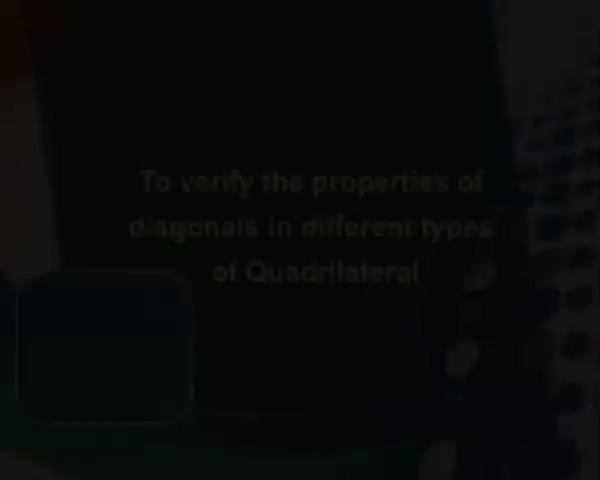 To verify the properties of
diagonals in different types
of Quadrilateral